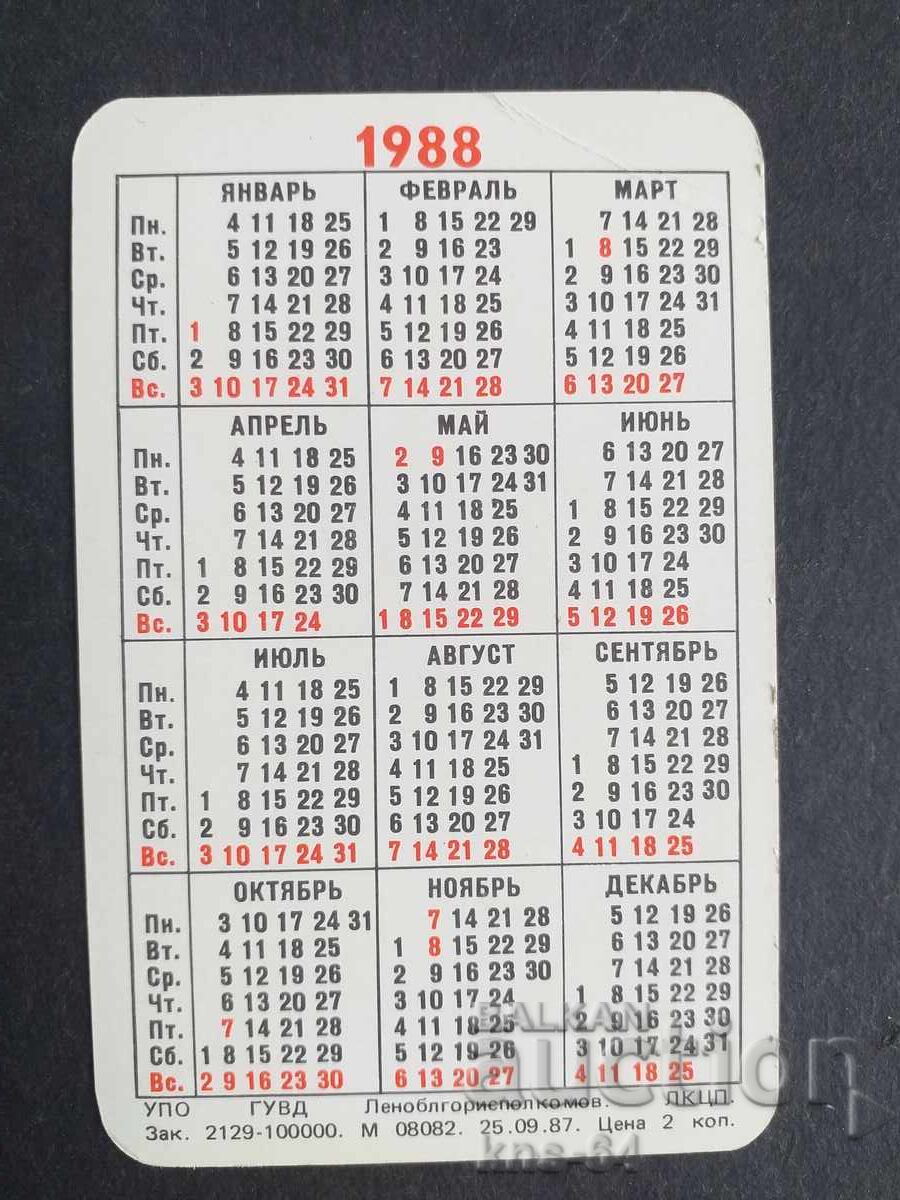 1988
ЯНВАРЬ ФЕВРАЛЬ МАРТ
Пн. 4 11 18 25 1 8 15 22 29 7 14 21 28
Вт. 5 12 19 26 2 9 16 23 1 8 15 22 29
Ср. 6 13 20 27 3 10 17 24 2 9 16 23 30
Чт. 7 14 21 28 4 11 18 25 3 10 17 24 31
Пт. 1 8 15 22 29 5 12 19 26 4 11 18 25
Сб. 2 9 16 23 30 6 13 20 27 5 12 19 26
Вс. 3 10 17 24 31 7 14 21 28 6 13 20 27
АПРЕЛЬ МАЙ ИЮНЬ
Пн. 4 11 18 25 2 9 16 23 30 6 13 20 27
Вт. 5 12 19 26 3 10 17 24 31 7 14 21 28
Ср. 6 13 20 27 4 11 18 25 1 8 15 22 29
Чт. 7 14 21 28 5 12 19 26 2 9 16 23 30
Пт. 1 8 15 22 29 6 13 20 27 3 10 17 24
Сб. 2 9 16 23 30 7 14 21 28 4 11 18 25
Вс. 3 10 17 24 1 8 15 22 29 5 12 19 26
ИЮЛЬ АВГУСТ СЕНТЯБРЬ
Пн. 4 11 18 25 1 8 15 22 29 5 12 19 26
Вт. 5 12 19 26 2 9 16 23 30 6 13 20 27
Ср. 6 13 20 27 3 10 17 24 31 7 14 21 28
Чт. 7 14 21 28 4 11 18 25 1 8 15 22 29
Пт. 1 8 15 22 29 5 12 19 26 2 9 16 23 30
Сб. 2 9 16 23 30 6 13 20 27 3 10 17 24
Вс. 3 10 17 24 31 7 14 21 28 4 11 18 25
ОКТЯБРЬ НОЯБРЬ ДЕКАБРЬ
Пн. 3 10 17 24 31 7 14 21 28 5 12 19 26
Вт. 4 11 18 25 1 8 15 22 29 6 13 20 27
Ср. 5 12 19 26 2 9 16 23 30 7 14 21 28
Чт. 6 13 20 27 3 10 17 24 1 8 15 22 29
Пт. 7 14 21 28 4 11 18 25 2 9 16 23 30
Сб. 1 8 15 22 29 5 12 19 26 3 10 17 24 31
Вс. 2 9 16 23 30 6 13 20 27 4 11 18 25
УПО ГУВД Леноблгорисполкомов. ЛКЦП.
Зак. 2129-100000. М 08082. 25.09.87. Цена 2 коп.
BALKAN
auction
kns-64